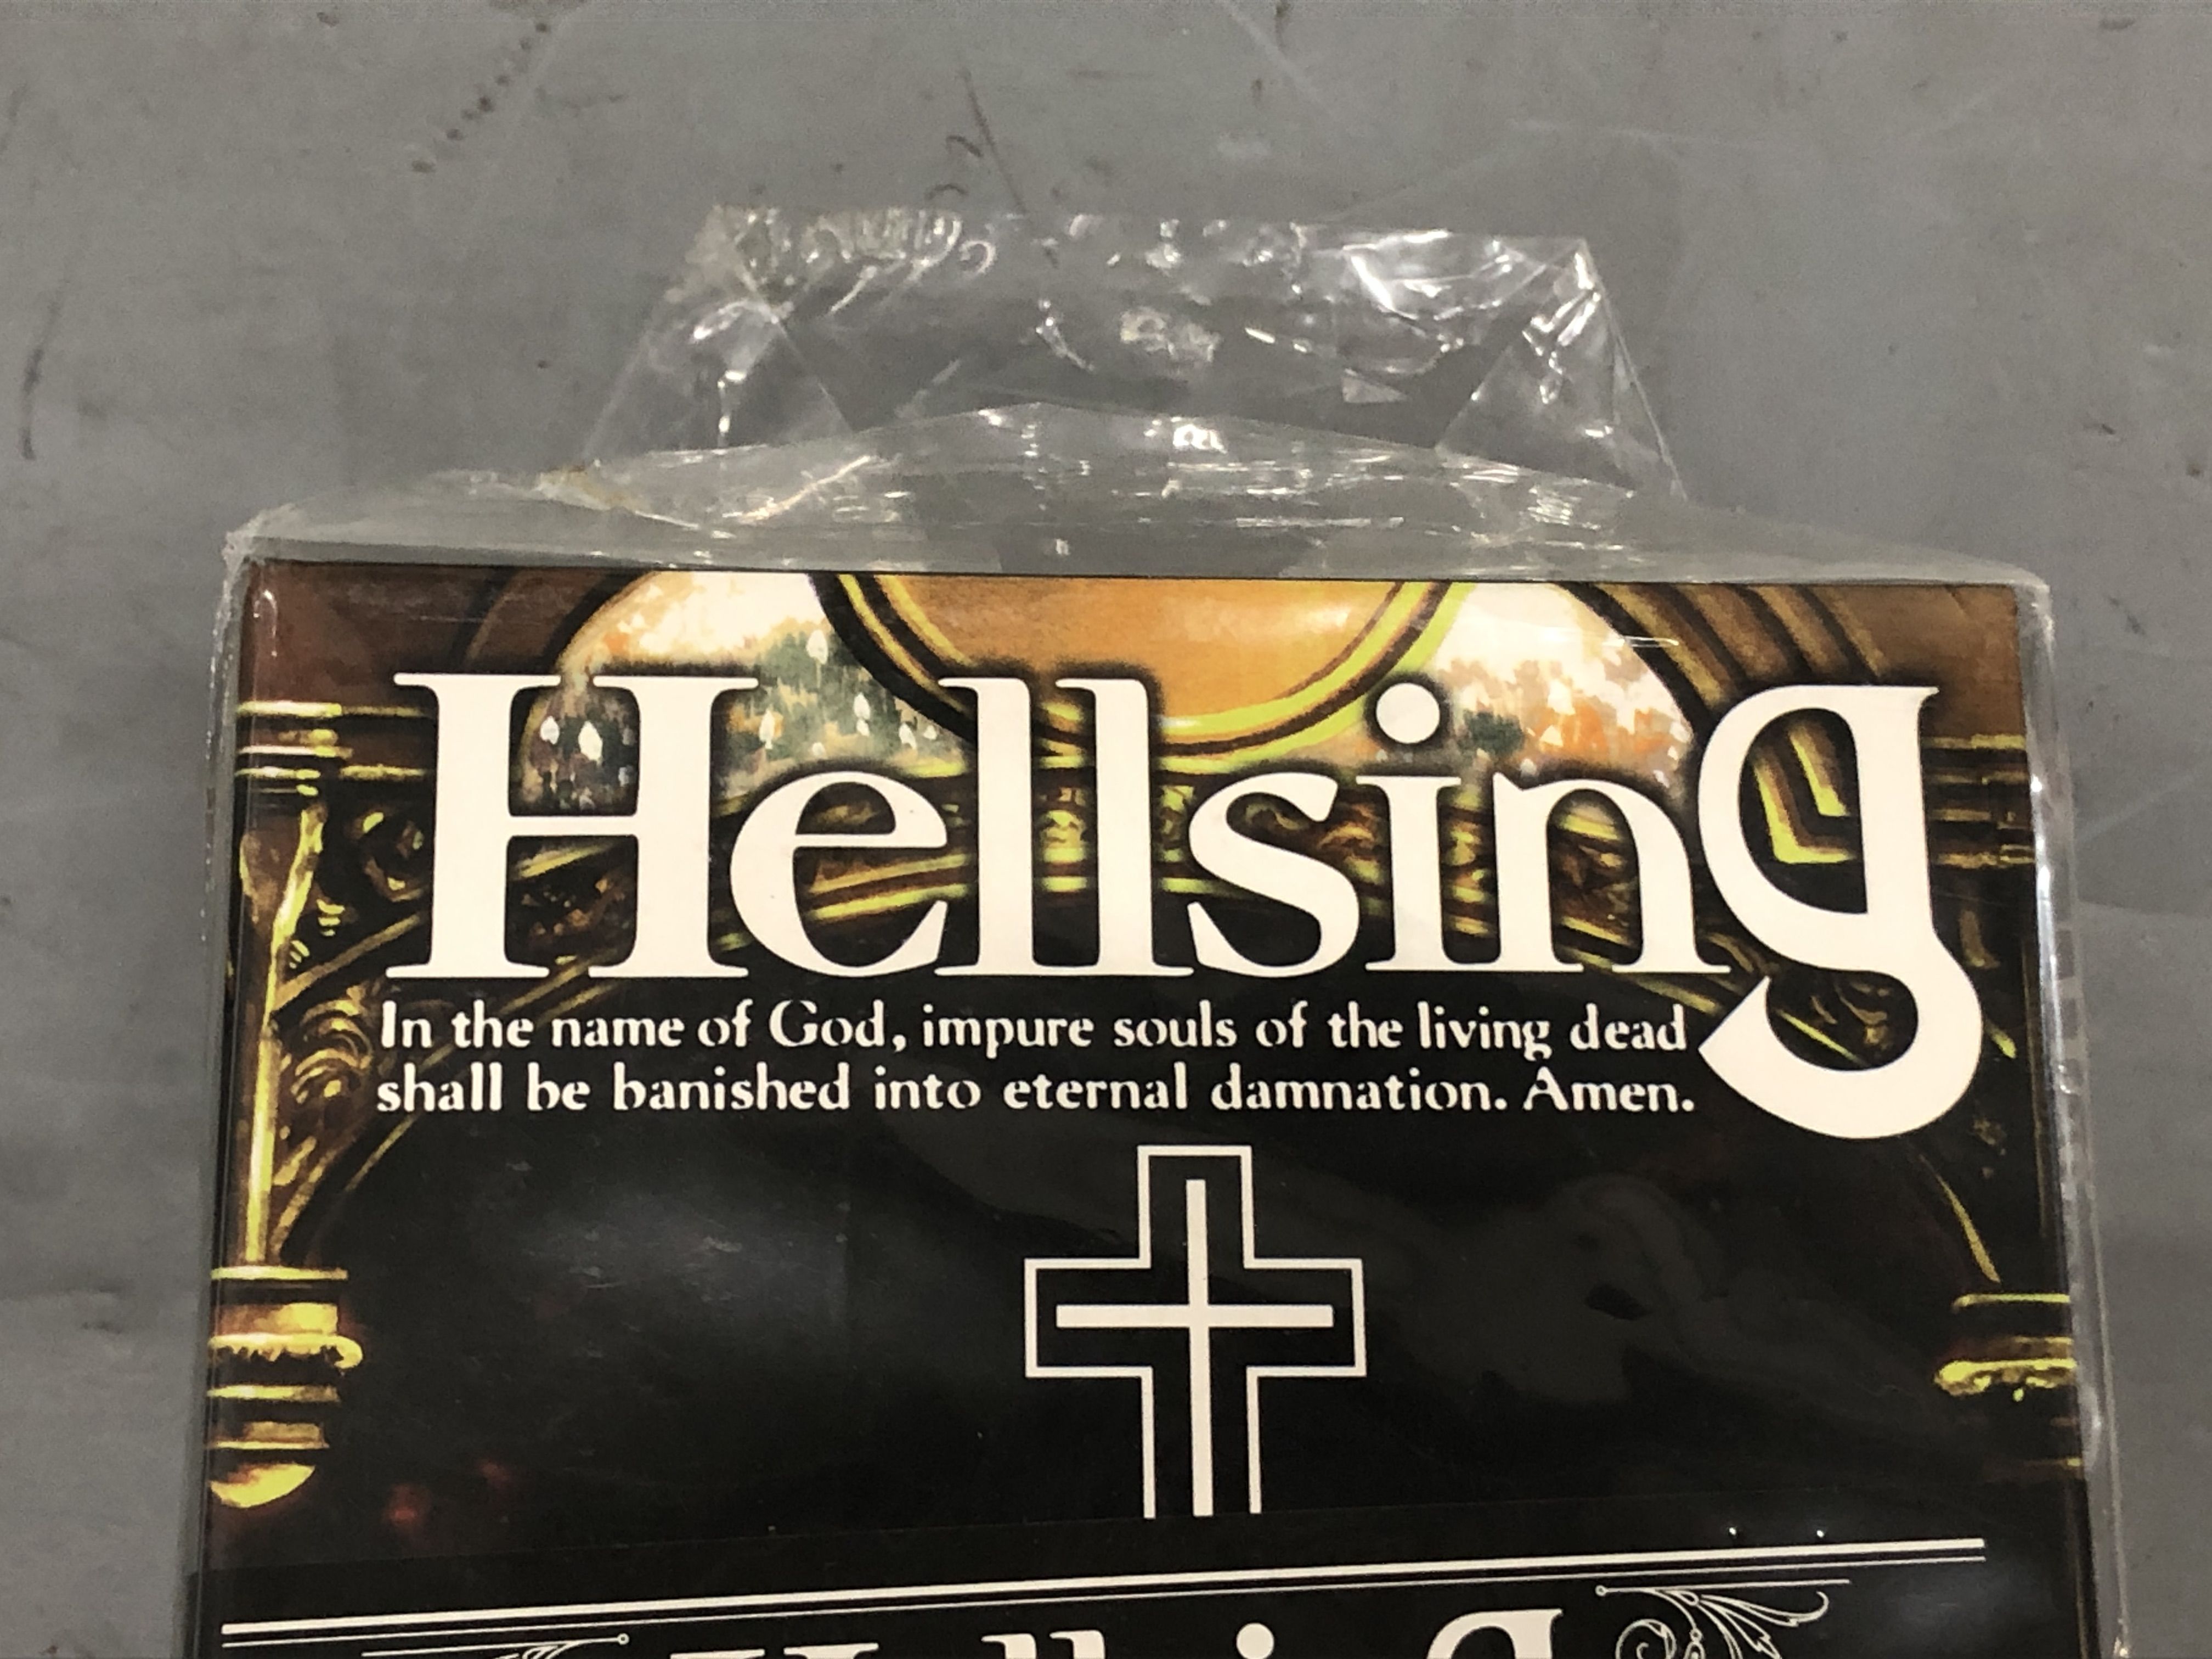 Hellsing
In the name of God, impure souls of the living dead
shall be banished into eternal damnation. Amen.
Hellsing